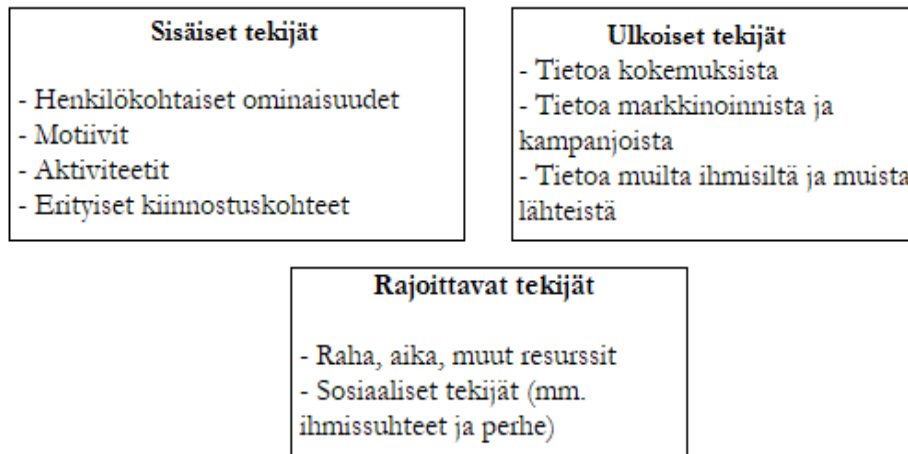 Sisäiset tekijät
- Henkilökohtaiset ominaisuudet
- Motiivit
- Aktiviteetit
- Erityiset kiinnostuskohteet
Ulkoiset tekijät
- Tietoa kokemuksista
- Tietoa markkinoinnista ja
kampanjoista
- Tietoa muilta ihmisiltä ja muista
lähteistä
Rajoittavat tekijät
- Raha, aika, muut resurssit
- Sosiaaliset tekijät (mm.
ihmissuhteet ja perhe)